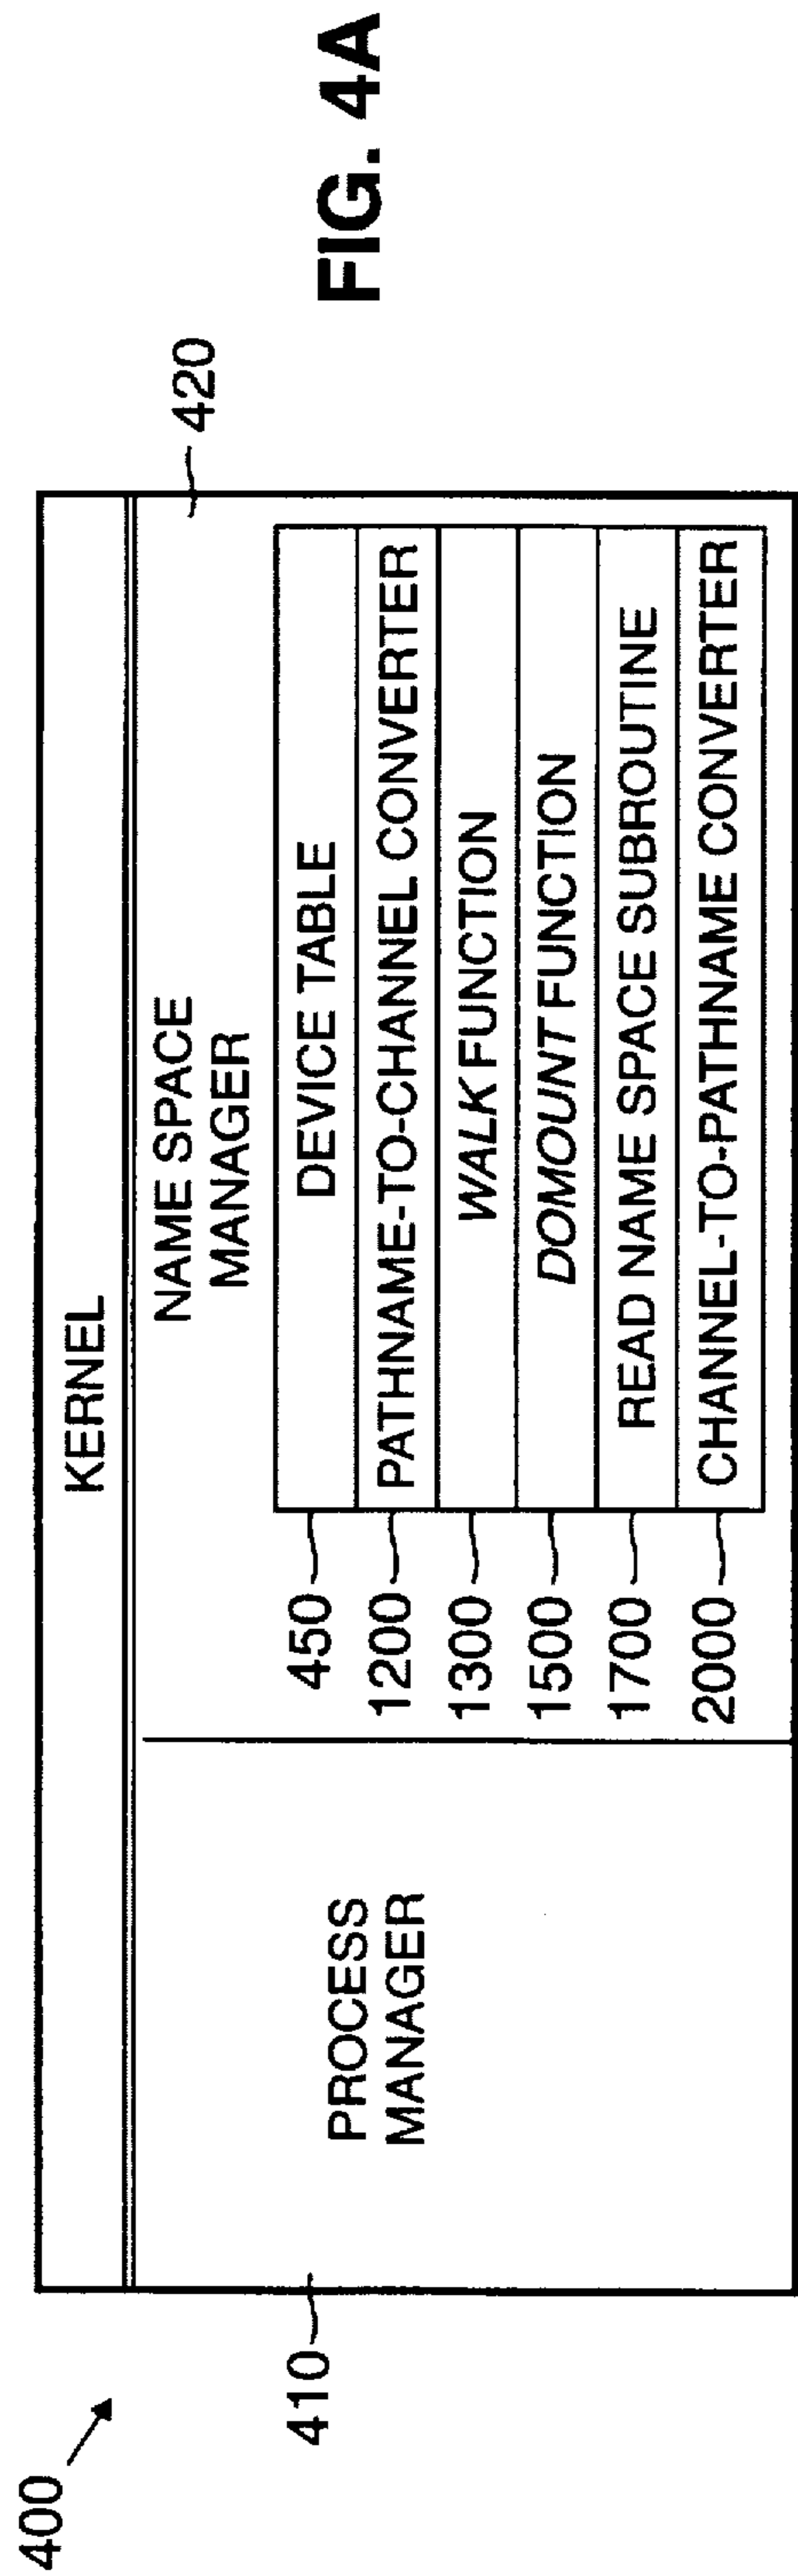 400
KERNEL
410
PROCESS
MANAGER
NAME SPACE
MANAGER
420
450
DEVICE TABLE
1200
PATHNAME-TO-CHANNEL CONVERTER
1300
WALK FUNCTION
1500
DOMOUNT FUNCTION
1700
READ NAME SPACE SUBROUTINE
2000
CHANNEL-TO-PATHNAME CONVERTER
FIG. 4A